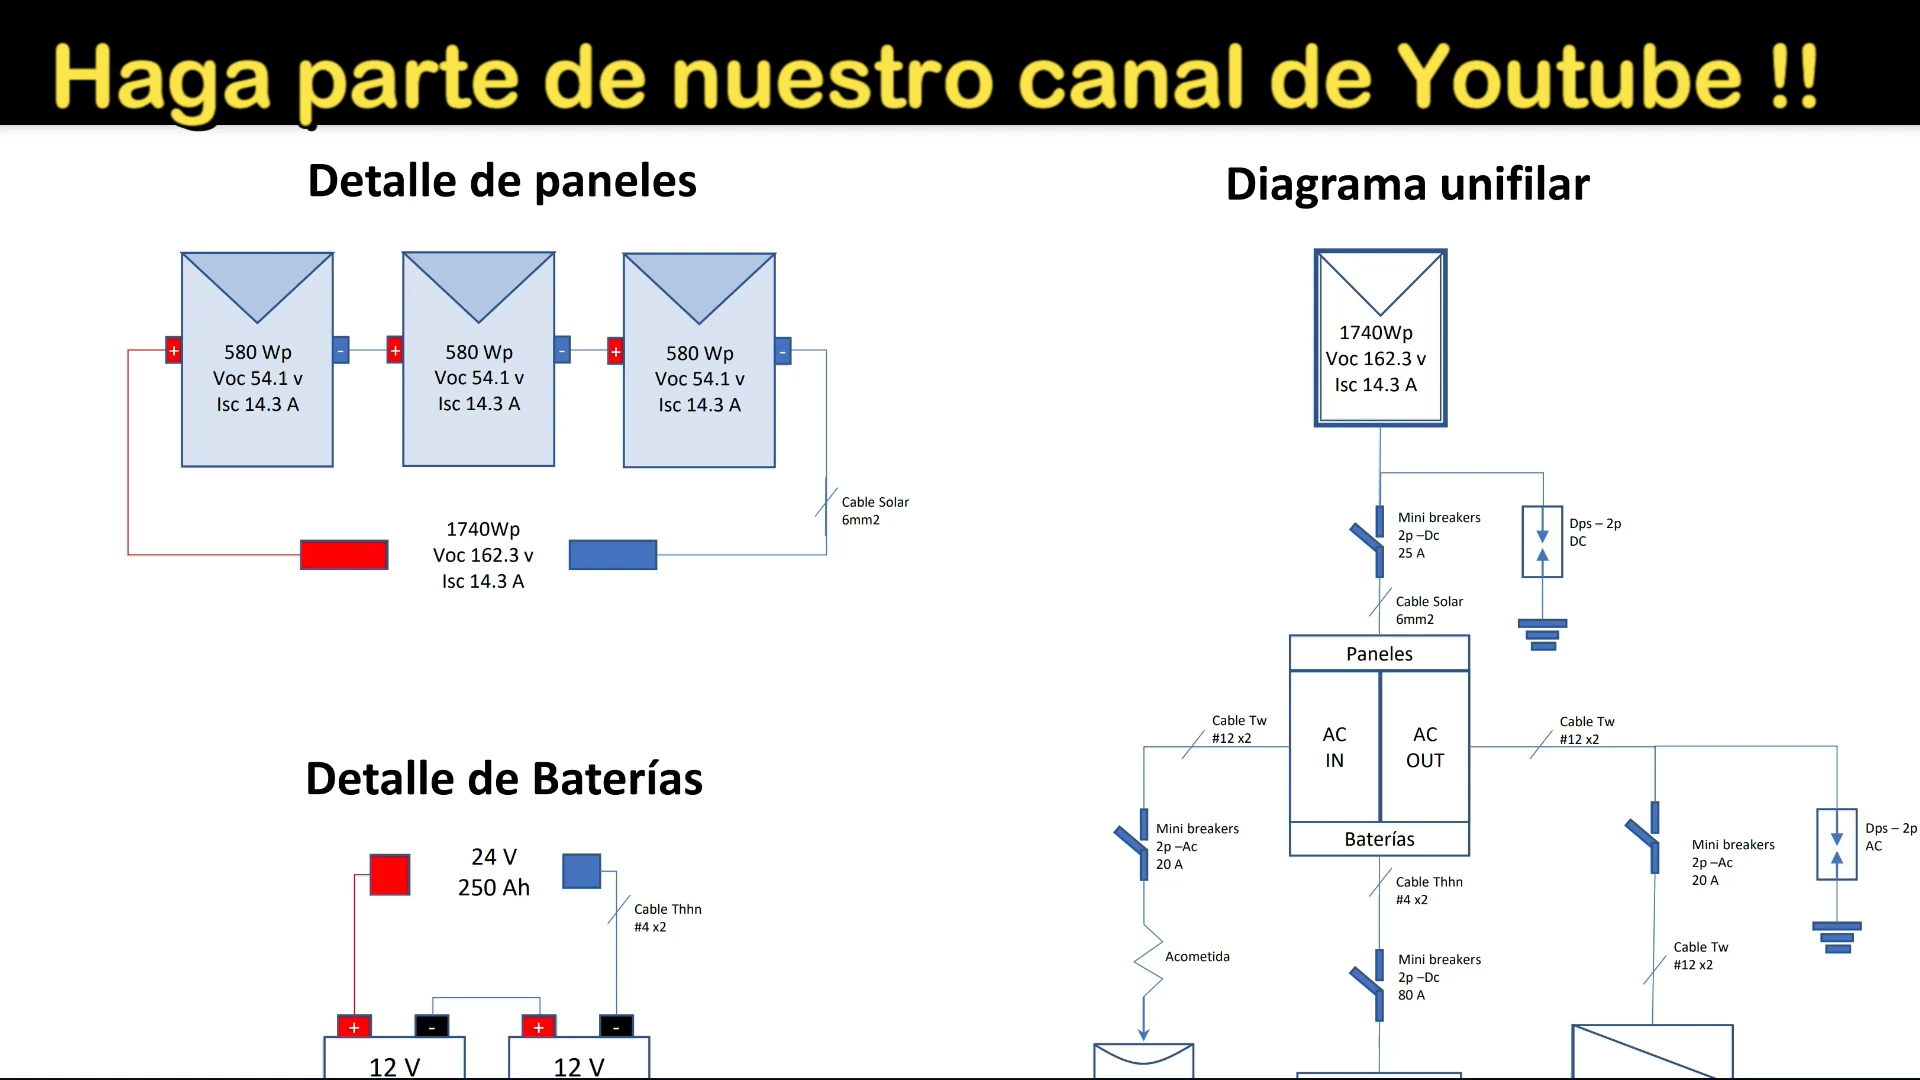 Haga parte de nuestro canal de Youtube !!
Detalle de paneles
+
580 Wp
Voc 54.1 v
Isc 14.3 A
-
+
580 Wp
Voc 54.1 v
Isc 14.3 A
-
+
580 Wp
Voc 54.1 v
Isc 14.3 A
-
Cable Solar
6mm2
1740Wp
Voc 162.3 v
Isc 14.3 A
Detalle de Baterías
24 V
250 Ah
Cable Thhn
#4 x2
+
-
+
-
12 V
12 V
Diagrama unifilar
1740Wp
Voc 162.3 v
Isc 14.3 A
Mini breakers
2p –Dc
25 A
Dps – 2p
DC
Cable Solar
6mm2
Paneles
Cable Tw
#12 x2
AC
IN
AC
OUT
Cable Tw
#12 x2
Baterías
Mini breakers
2p –Ac
20 A
Cable Thhn
#4 x2
Mini breakers
2p –Ac
20 A
Dps – 2p
AC
Acometida
Mini breakers
2p –Dc
80 A
Cable Tw
#12 x2